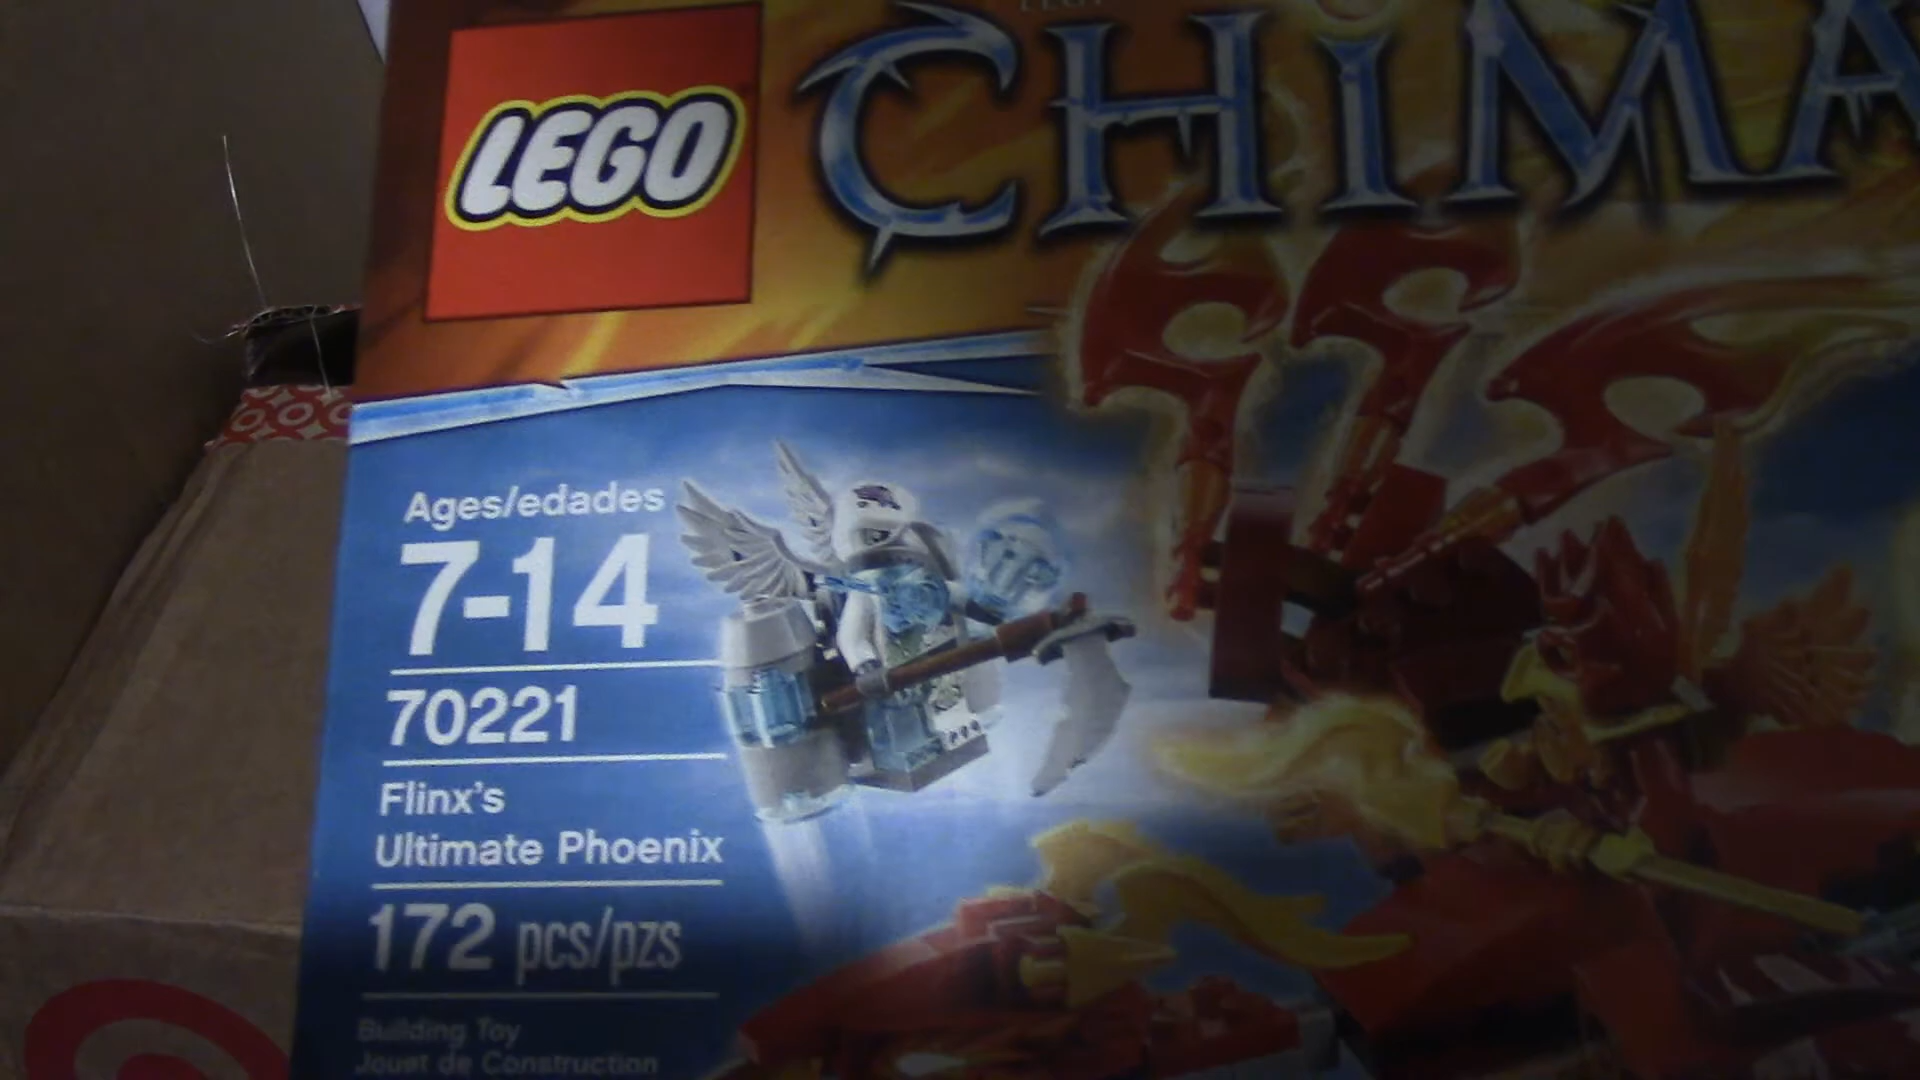 LEGO
CHIMA
Ages/edades
7-14
70221
Flinx's
Ultimate Phoenix
172 pcs/pzs
Building Toy
Jouet de Construction